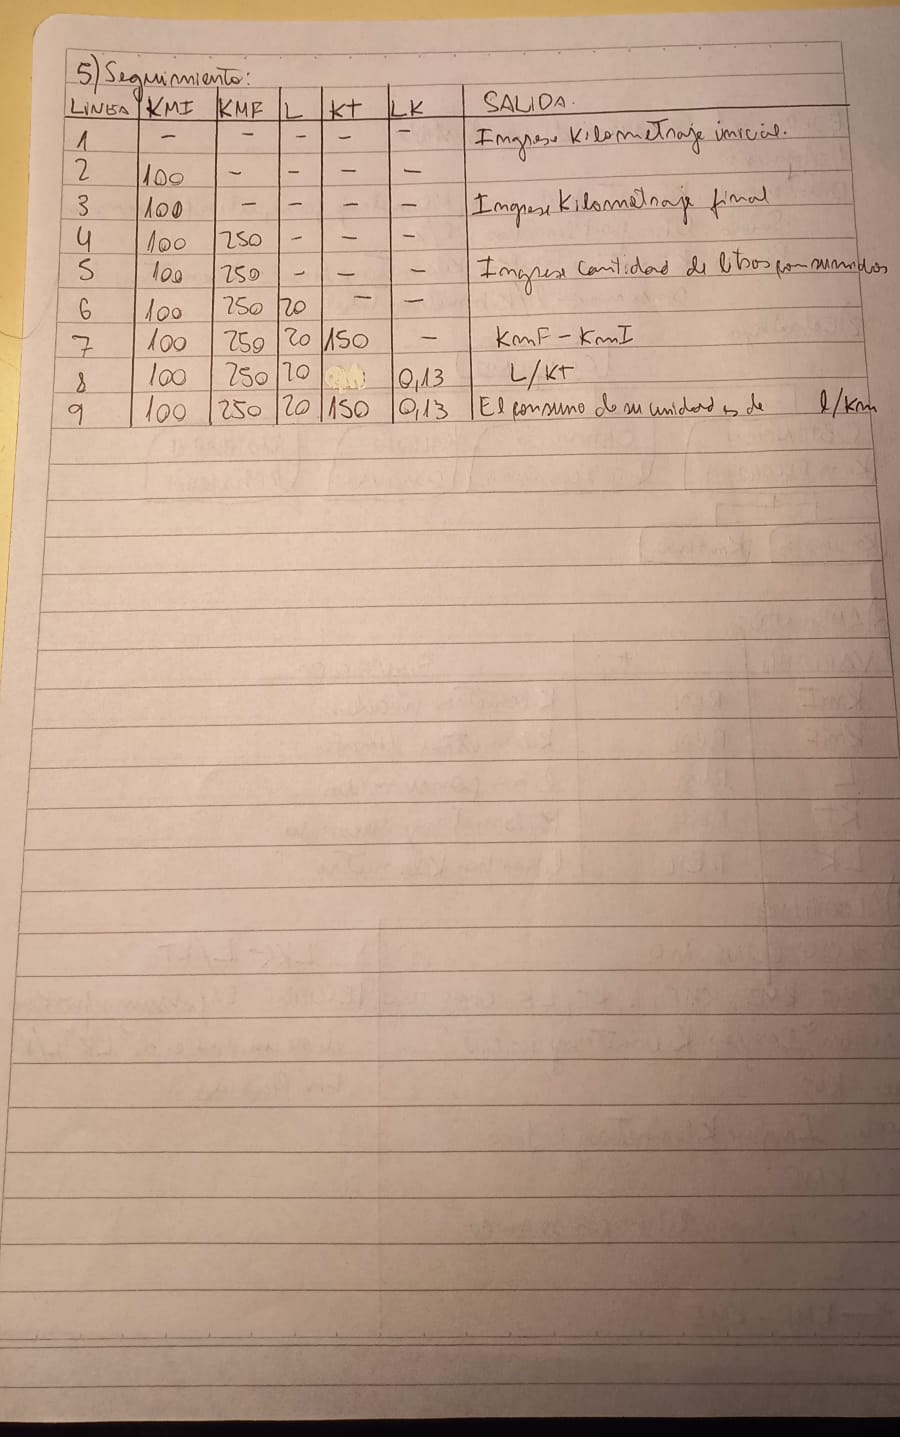 5) Seguimiento:
LINEA KMI KMF L KT LK SALIDA.
1 - - - - - Ingrese Kilometraje inicial.
2 100 - - - -
3 100 - - - - Ingrese Kilometraje final
4 100 250 - - -
5 100 250 - - - Ingrese cantidad de litros consumidos
6 100 250 20 - -
7 100 250 20 150 - KmF - KmI
8 100 250 20 0,13 L/KT
9 100 250 20 150 0,13 El consumo de su unidad es de l/km